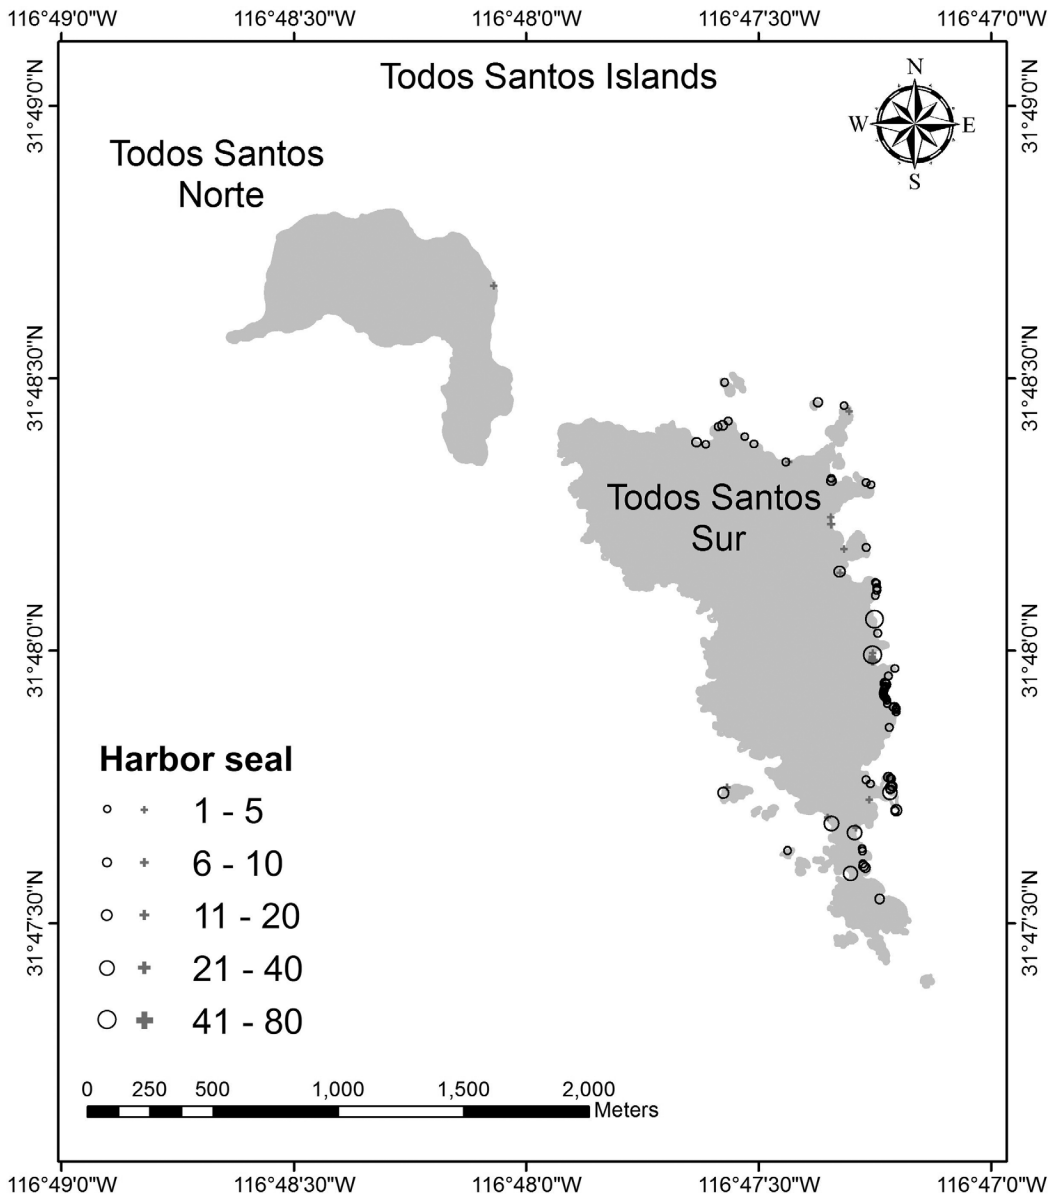 116°49'0"W 116°48'30"W 116°48'0"W 116°47'30"W 116°47'0"W
Todos Santos Islands
N
W E
S
Todos Santos
Norte
31°49'0"N 31°49'0"N
31°48'30"N 31°48'30"N
Todos Santos
Sur
31°48'0"N 31°48'0"N
Harbor seal
1 - 5
6 - 10
11 - 20
21 - 40
41 - 80
31°47'30"N 31°47'30"N
0 250 500 1,000 1,500 2,000
Meters
116°49'0"W 116°48'30"W 116°48'0"W 116°47'30"W 116°47'0"W